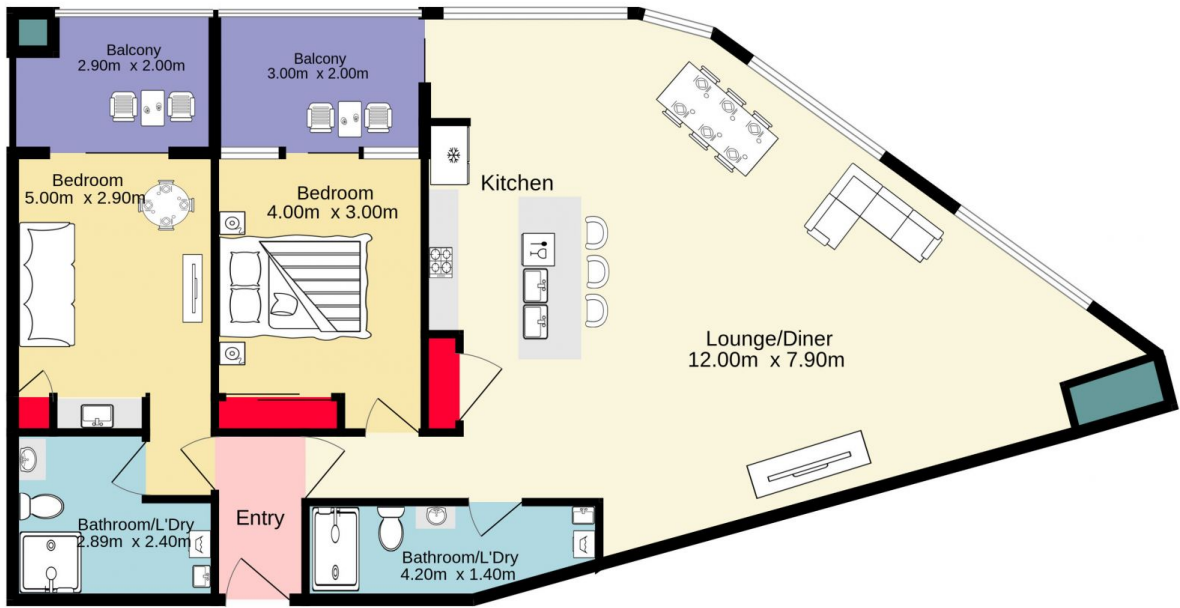 Balcony
2.90m x 2.00m
Balcony
3.00m x 2.00m
Bedroom
5.00m x 2.90m
Bedroom
4.00m x 3.00m
Kitchen
Lounge/Diner
12.00m x 7.90m
Entry
Bathroom/L'Dry
2.89m x 2.40m
Bathroom/L'Dry
4.20m x 1.40m